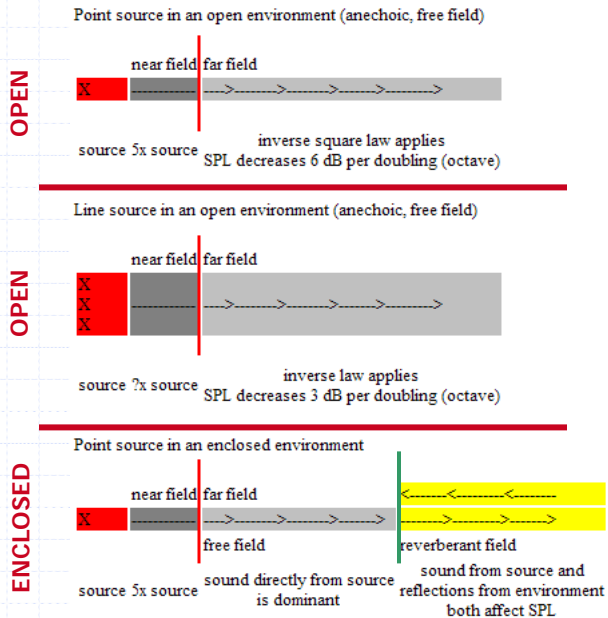 Point source in an open environment (anechoic, free field)
near field far field
OPEN
X ------------ ---->-------->-------->-------->--------->
source 5x source
inverse square law applies
SPL decreases 6 dB per doubling (octave)
Line source in an open environment (anechoic, free field)
near field far field
OPEN
X
X ------------ ---->-------->-------->-------->--------->
X
source ?x source
inverse law applies
SPL decreases 3 dB per doubling (octave)
Point source in an enclosed environment
ENCLOSED
near field far field
<-------<---------<--------
X ------------ ---->-------->-------->-------> ------->--------->-------->
free field
reverberant field
source 5x source
sound directly from source
is dominant
sound from source and
reflections from environment
both affect SPL